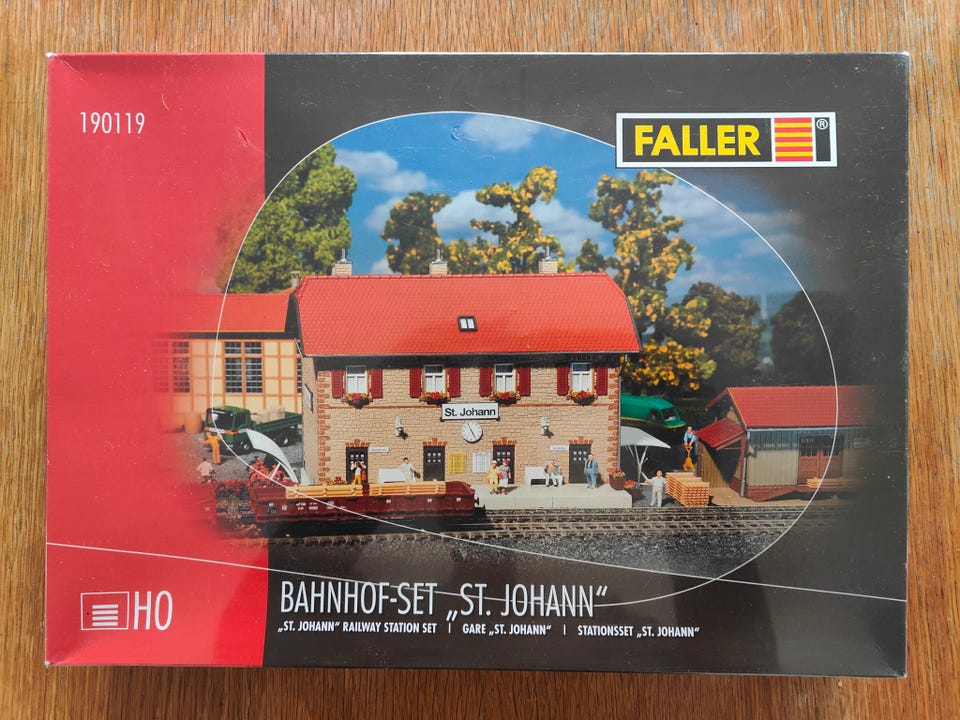 190119
FALLER ®
St. Johann
H0
BAHNHOF-SET „ST. JOHANN“
„ST. JOHANN“ RAILWAY STATION SET | GARE „ST. JOHANN“ | STATIONSSET „ST. JOHANN“